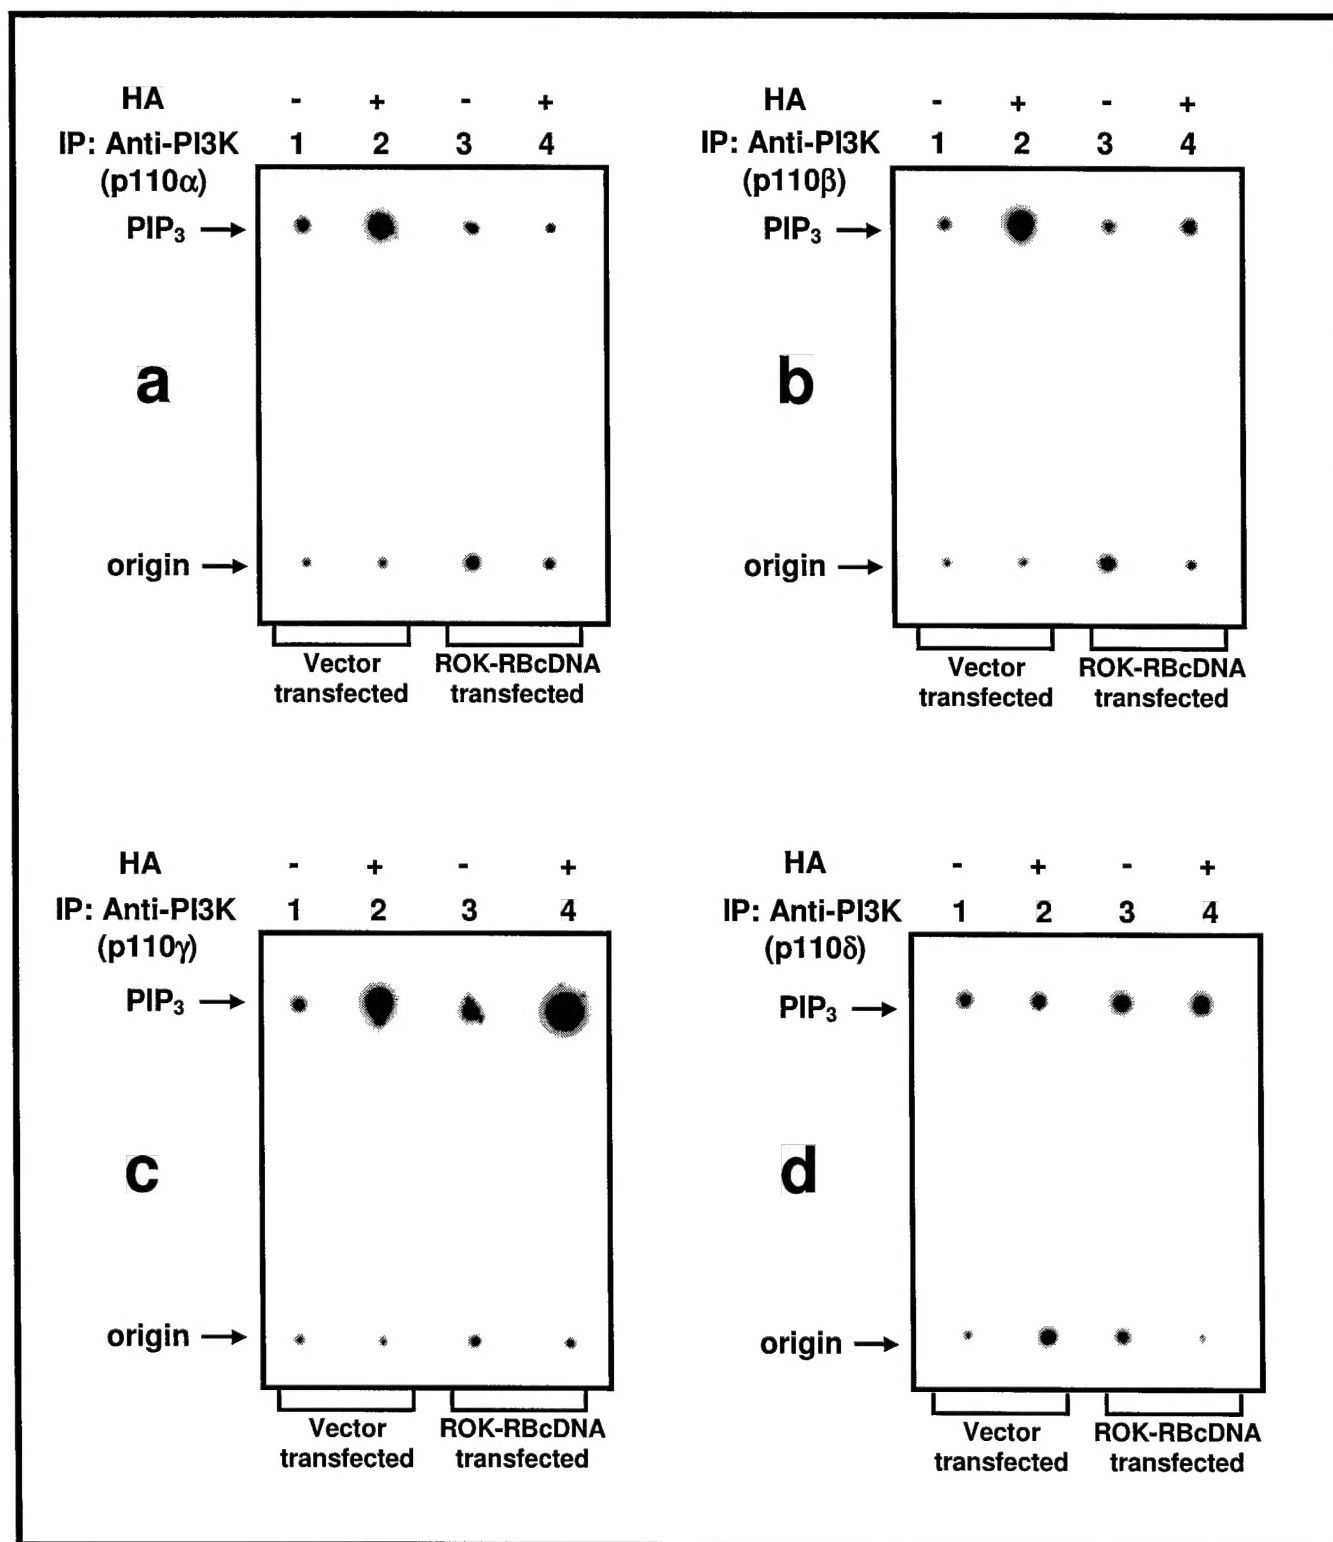 HA - + - +
IP: Anti-PI3K 1 2 3 4
(p110α)
PIP₃
a
origin
Vector transfected
ROK-RBcDNA transfected
HA - + - +
IP: Anti-PI3K 1 2 3 4
(p110β)
PIP₃
b
origin
Vector transfected
ROK-RBcDNA transfected
HA - + - +
IP: Anti-PI3K 1 2 3 4
(p110γ)
PIP₃
c
origin
Vector transfected
ROK-RBcDNA transfected
HA - + - +
IP: Anti-PI3K 1 2 3 4
(p110δ)
PIP₃
d
origin
Vector transfected
ROK-RBcDNA transfected